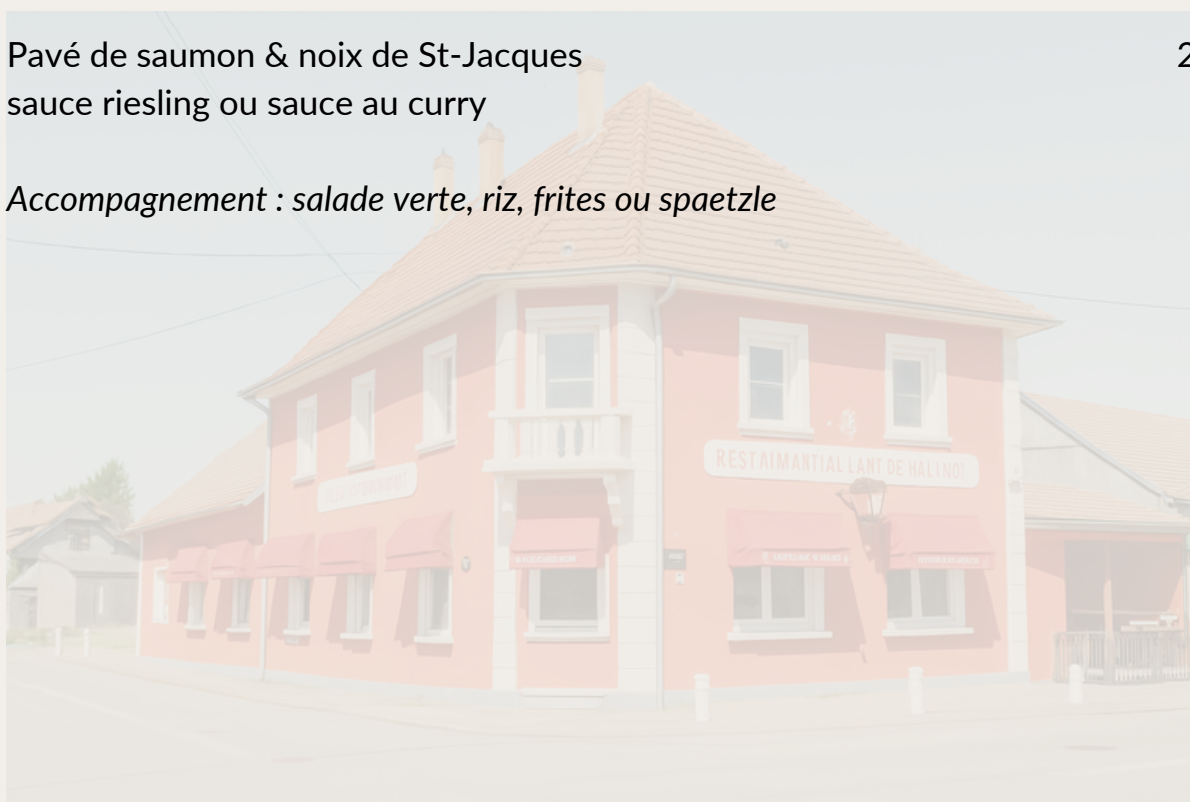 Pavé de saumon & noix de St-Jacques 2
sauce riesling ou sauce au curry
Accompagnement : salade verte, riz, frites ou spaetzle